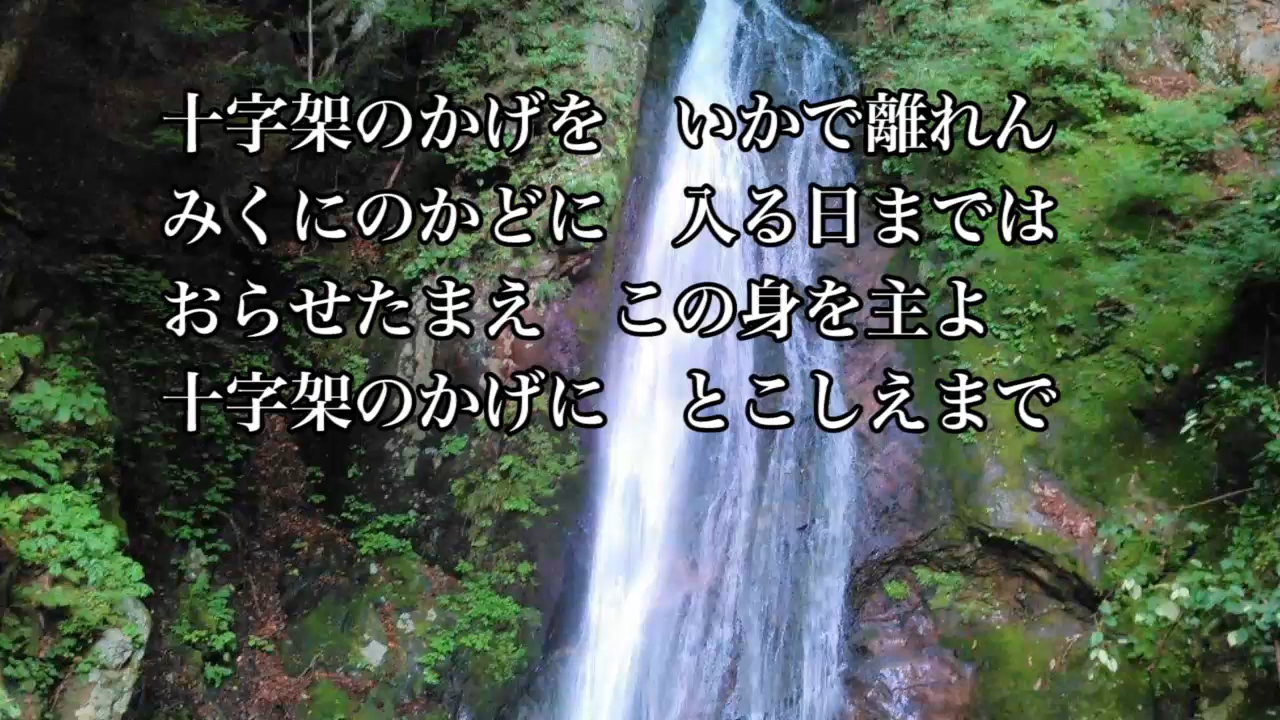 十字架のかげを　いかで離れん
みくにのかどに　入る日までは
おらせたまえ　この身を主よ
十字架のかげに　とこしえまで